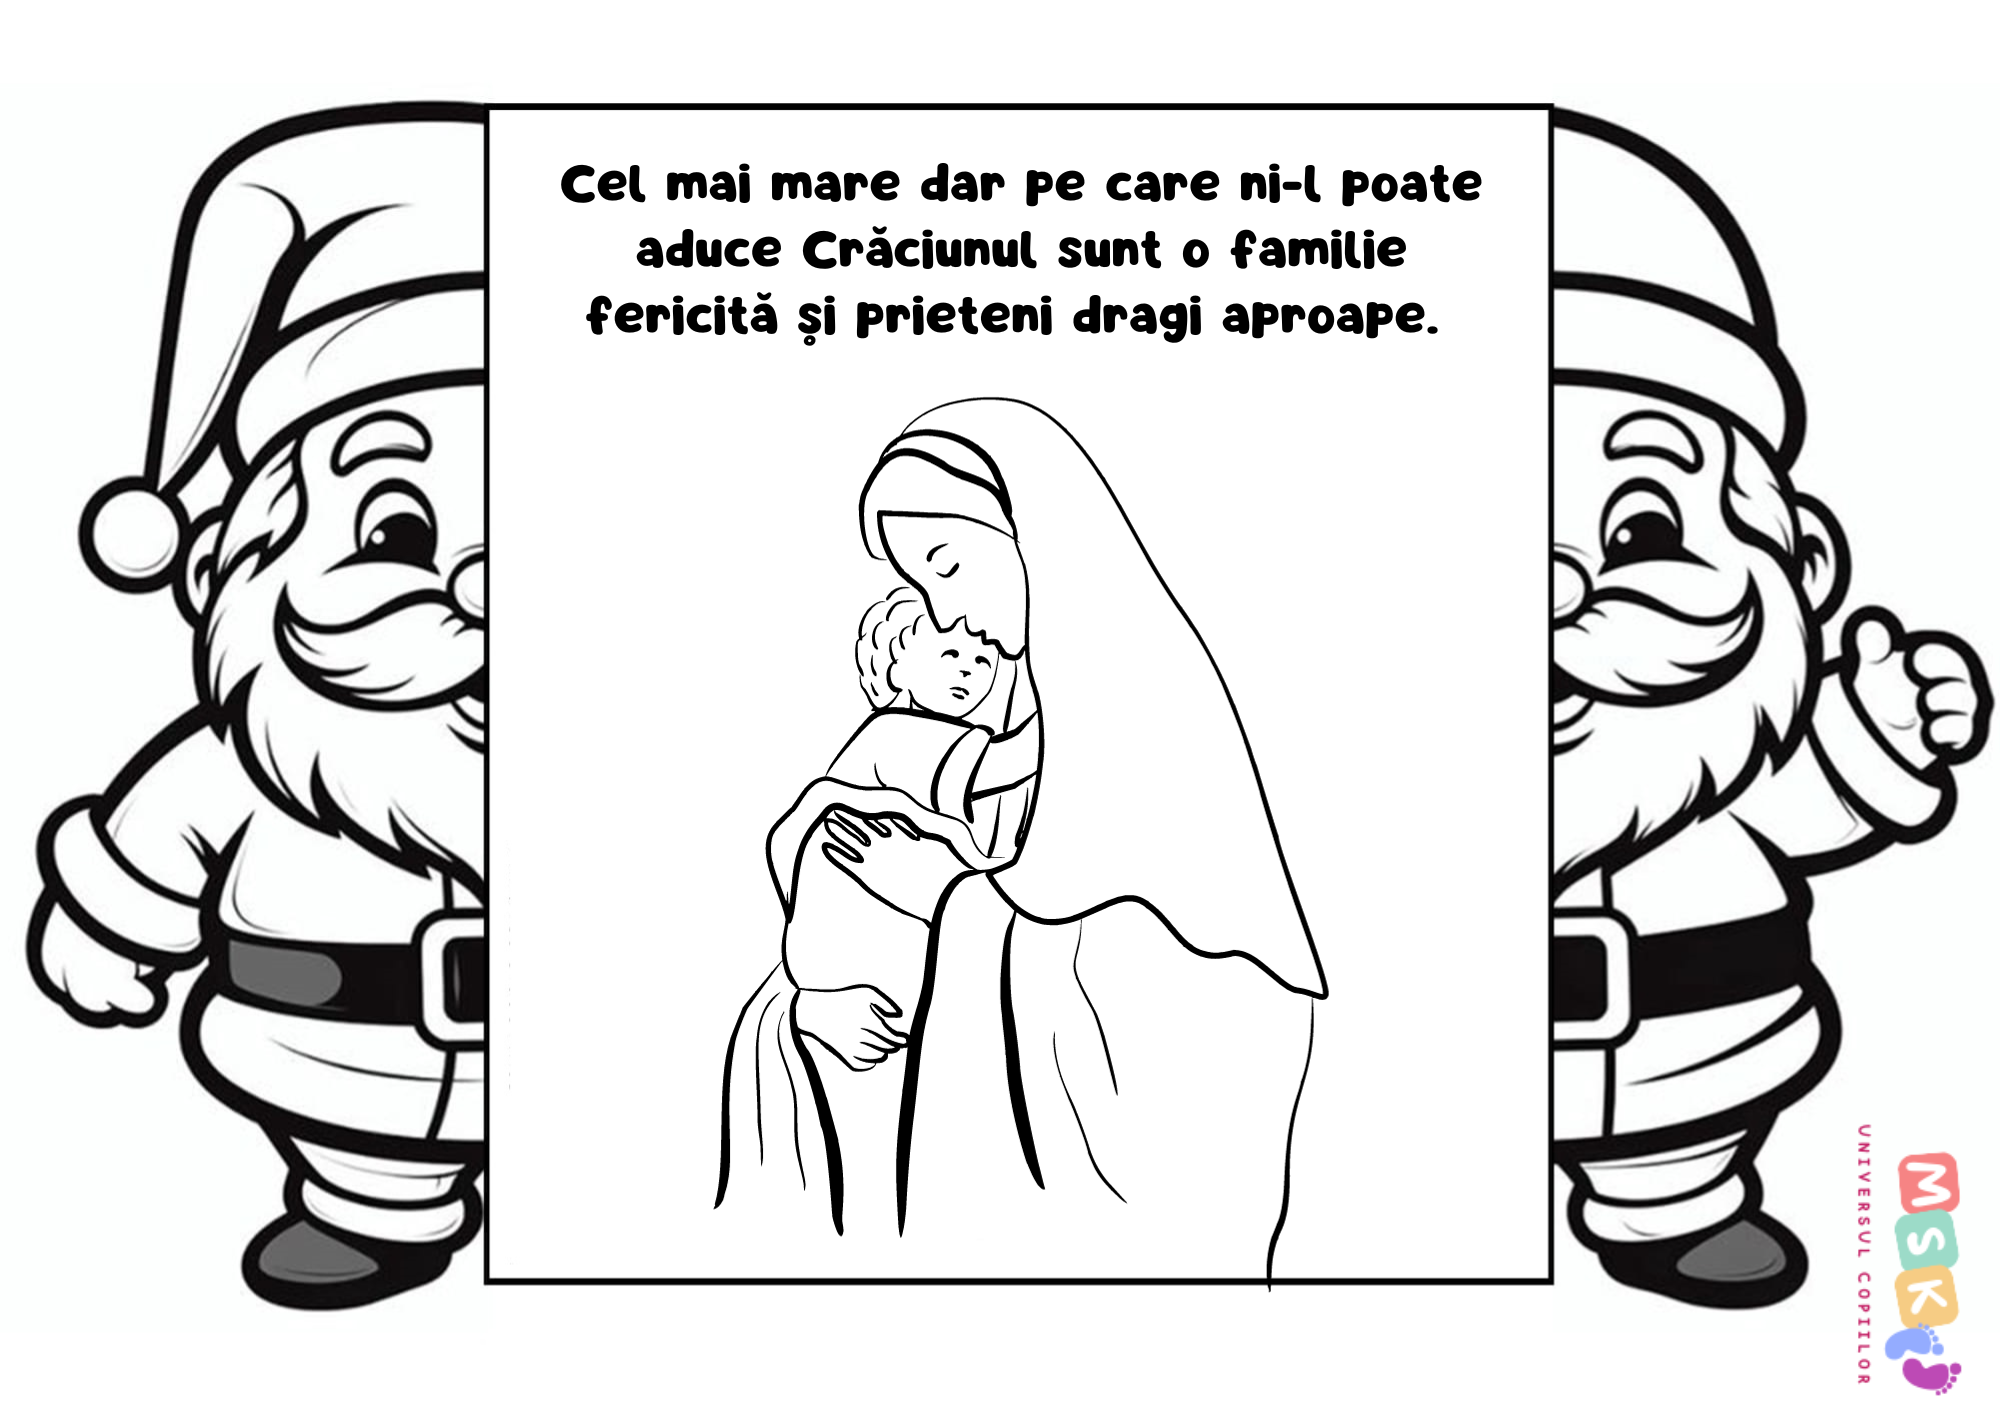 Cel mai mare dar pe care ni-l poate
aduce Crăciunul sunt o familie
fericită și prieteni dragi aproape.
MSK
UNIVERSUL COPIILOR